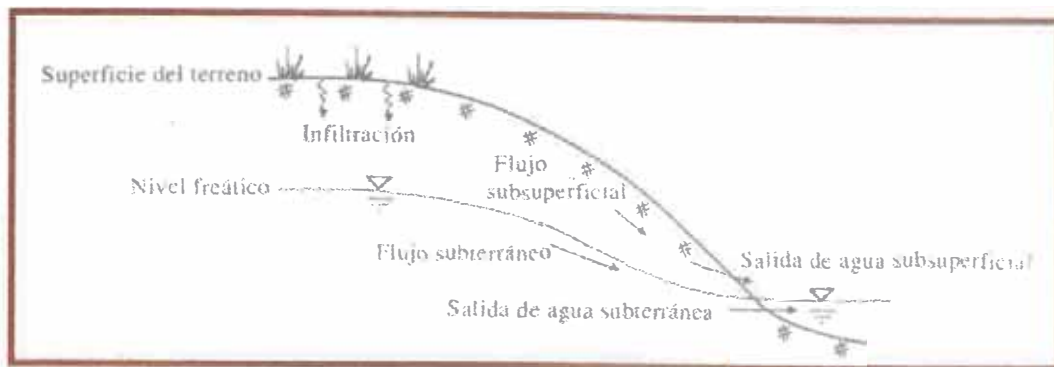 Superficie del terreno
Infiltración
Flujo
subsuperficial
Nivel freático
Flujo subterráneo
Salida de agua subsuperficial
Salida de agua subterránea